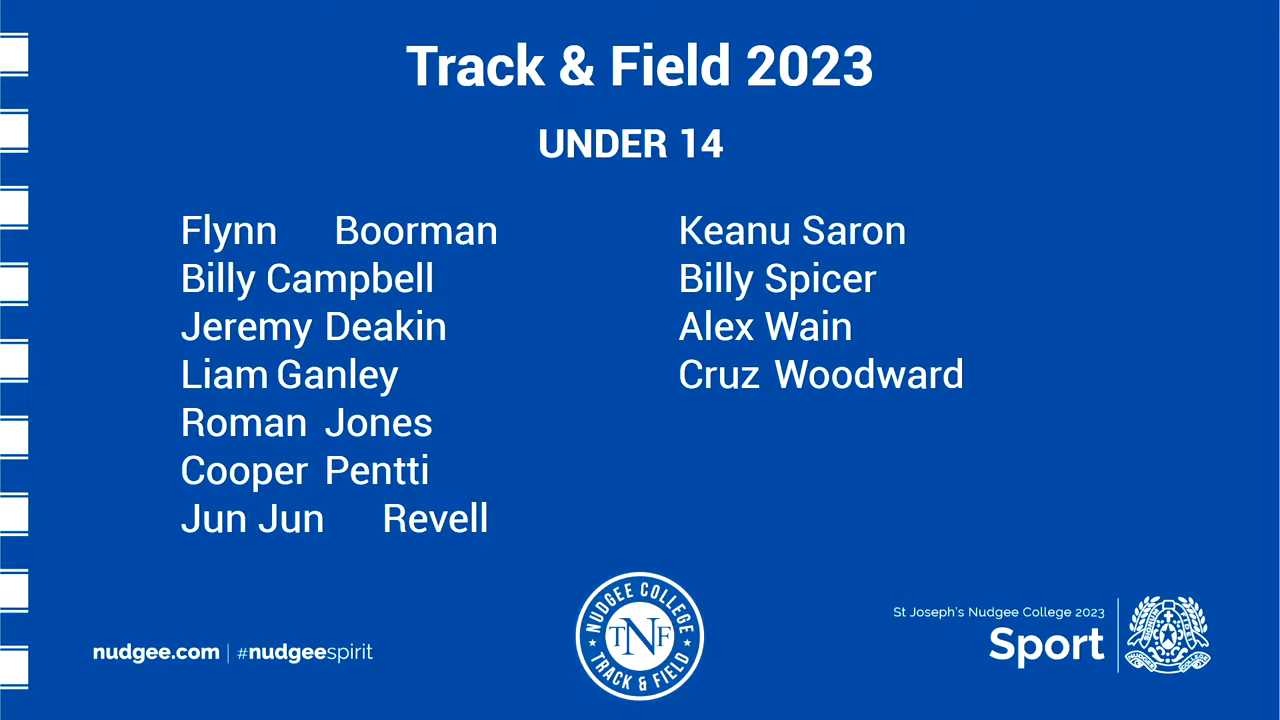 Track & Field 2023
UNDER 14
Flynn Boorman
Billy Campbell
Jeremy Deakin
Liam Ganley
Roman Jones
Cooper Pentti
Jun Jun Revell
Keanu Saron
Billy Spicer
Alex Wain
Cruz Woodward
nudgee.com | #nudgeespirit
NUDGEE COLLEGE
TNF
TRACK & FIELD
St Joseph's Nudgee College 2023
Sport